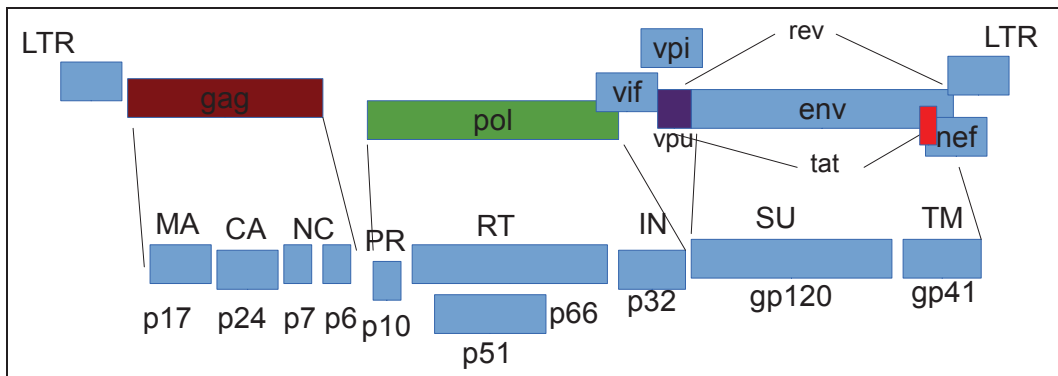 LTR
gag
pol
vif
vpi
vpu
rev
env
tat
nef
LTR
MA
CA
NC
PR
RT
IN
SU
TM
p17
p24
p7
p6
p10
p66
p51
p32
gp120
gp41